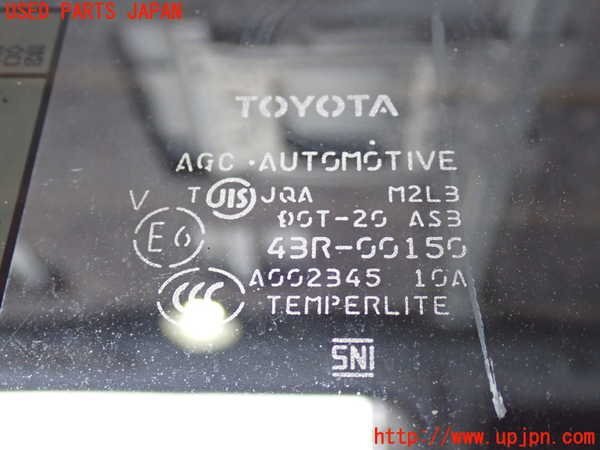 USED PARTS JAPAN
TOYOTA
AGC AUTOMOTIVE
T JIS JQA M2L3
V DOT-20 AS3
E6 43R-00150
CCC A002345 10A
TEMPERLITE
SNI
http://www.upjpn.com/